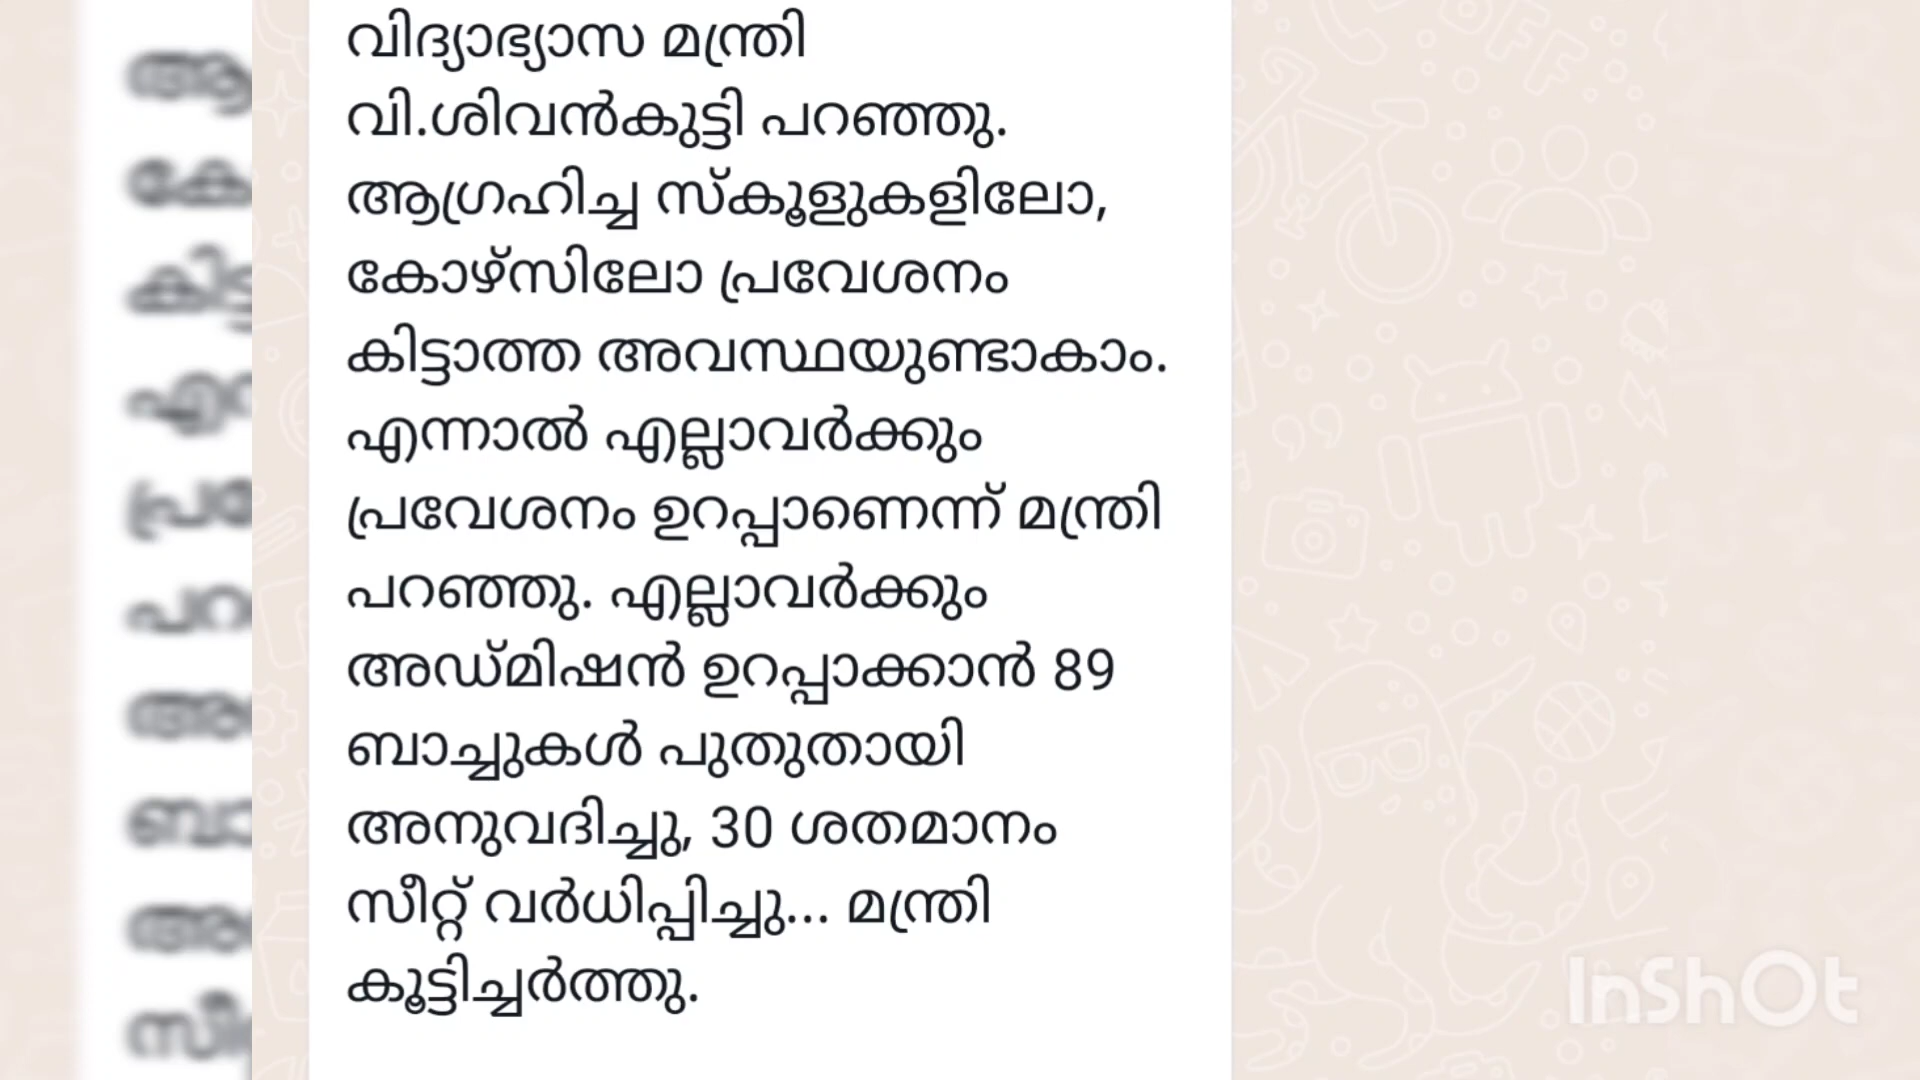 വിദ്യാഭ്യാസ മന്ത്രി
വി.ശിവൻകുട്ടി പറഞ്ഞു.
ആഗ്രഹിച്ച സ്കൂളുകളിലോ,
കോഴ്സിലോ പ്രവേശനം
കിട്ടാത്ത അവസ്ഥയുണ്ടാകാം.
എന്നാൽ എല്ലാവർക്കും
പ്രവേശനം ഉറപ്പാണെന്ന് മന്ത്രി
പറഞ്ഞു. എല്ലാവർക്കും
അഡ്മിഷൻ ഉറപ്പാക്കാൻ 89
ബാച്ചുകൾ പുതുതായി
അനുവദിച്ചു, 30 ശതമാനം
സീറ്റ് വർധിപ്പിച്ചു... മന്ത്രി
കൂട്ടിച്ചർത്തു.
InShOt